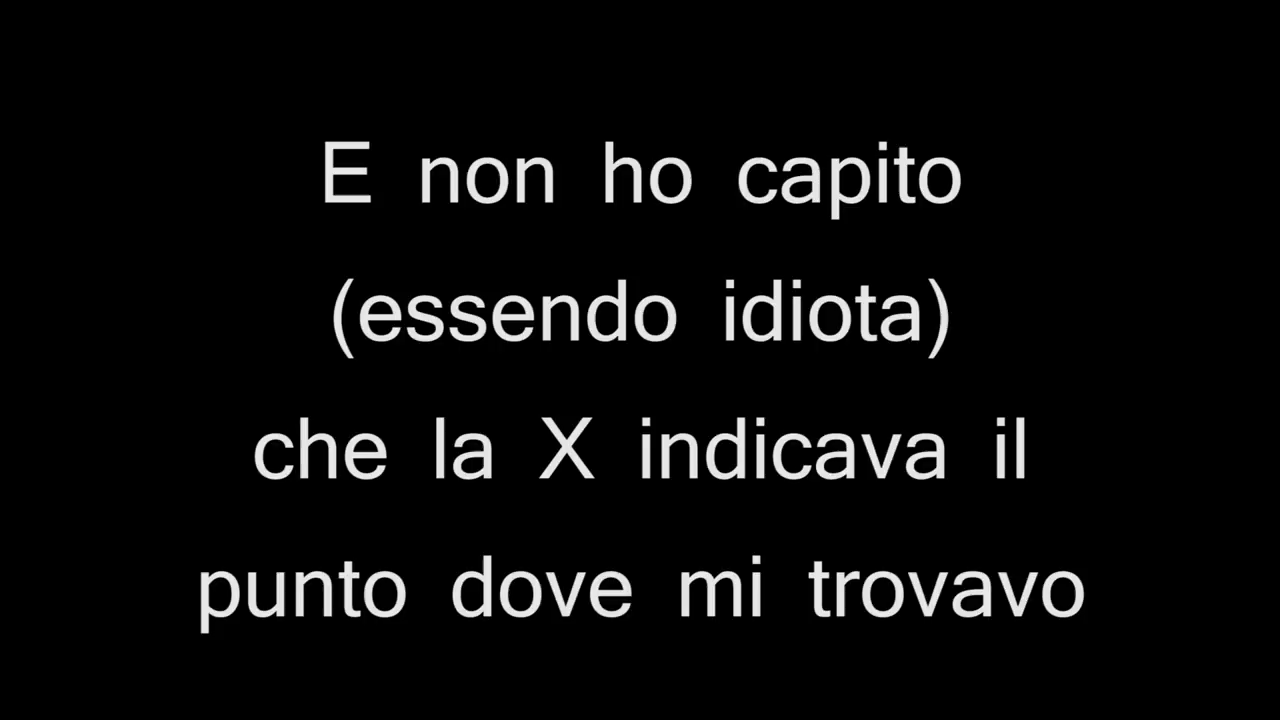 E non ho capito
(essendo idiota)
che la X indicava il
punto dove mi trovavo